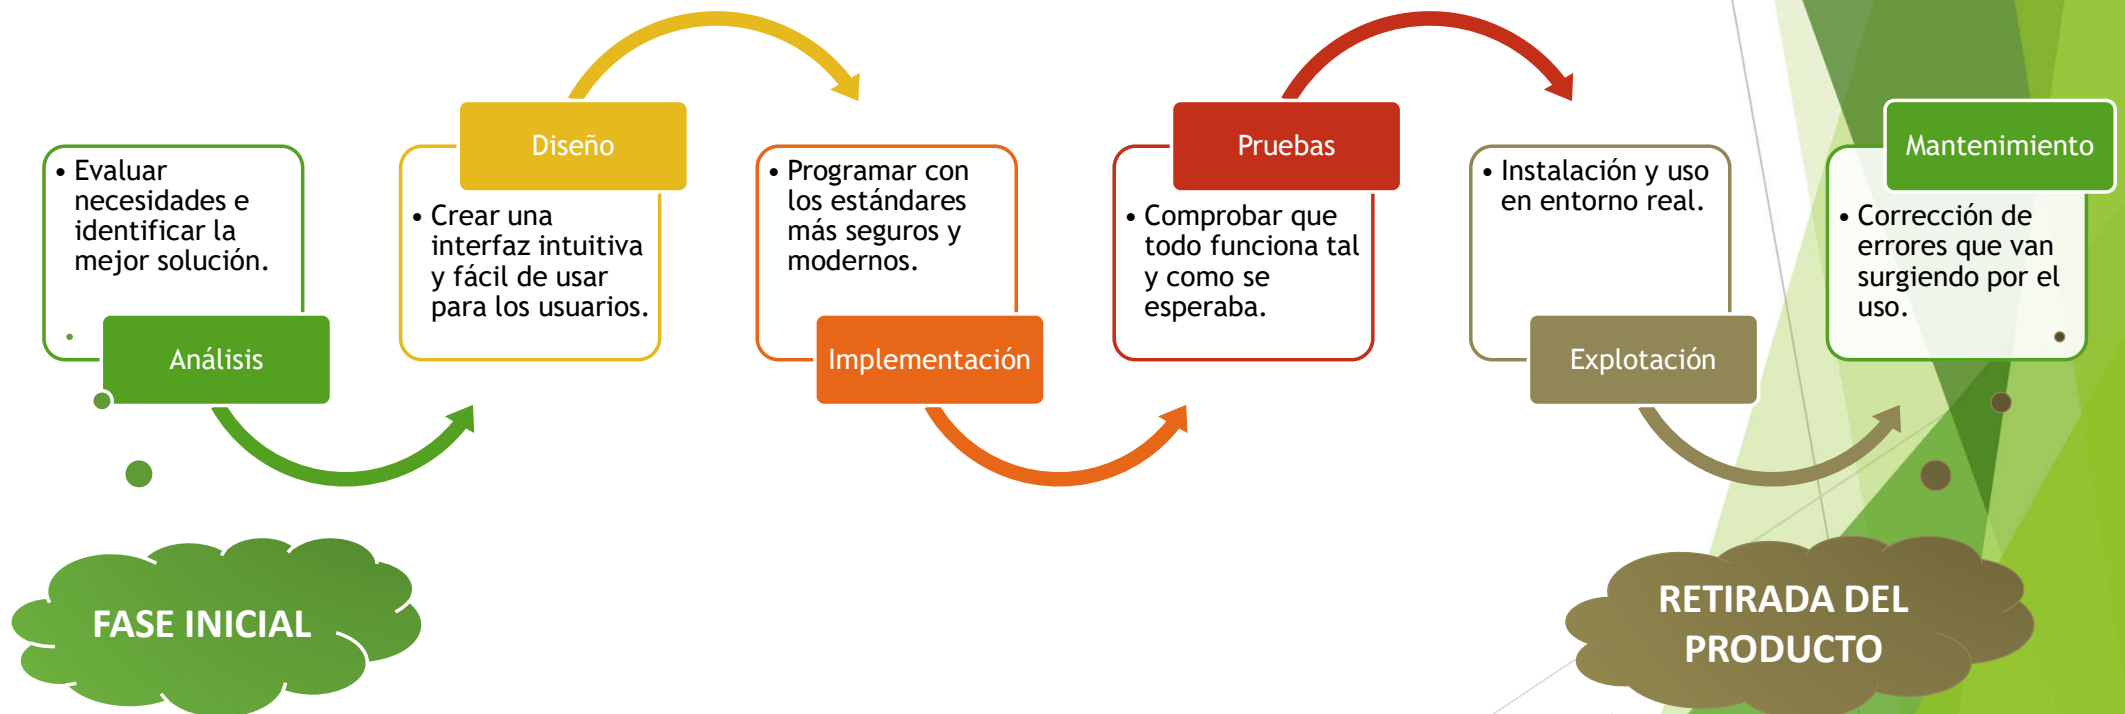 • Evaluar
necesidades e
identificar la
mejor solución.
Análisis
Diseño
• Crear una
interfaz intuitiva
y fácil de usar
para los usuarios.
• Programar con
los estándares
más seguros y
modernos.
Implementación
Pruebas
• Comprobar que
todo funciona tal
y como se
esperaba.
• Instalación y uso
en entorno real.
Explotación
Mantenimiento
• Corrección de
errores que van
surgiendo por el
uso.
FASE INICIAL
RETIRADA DEL
PRODUCTO